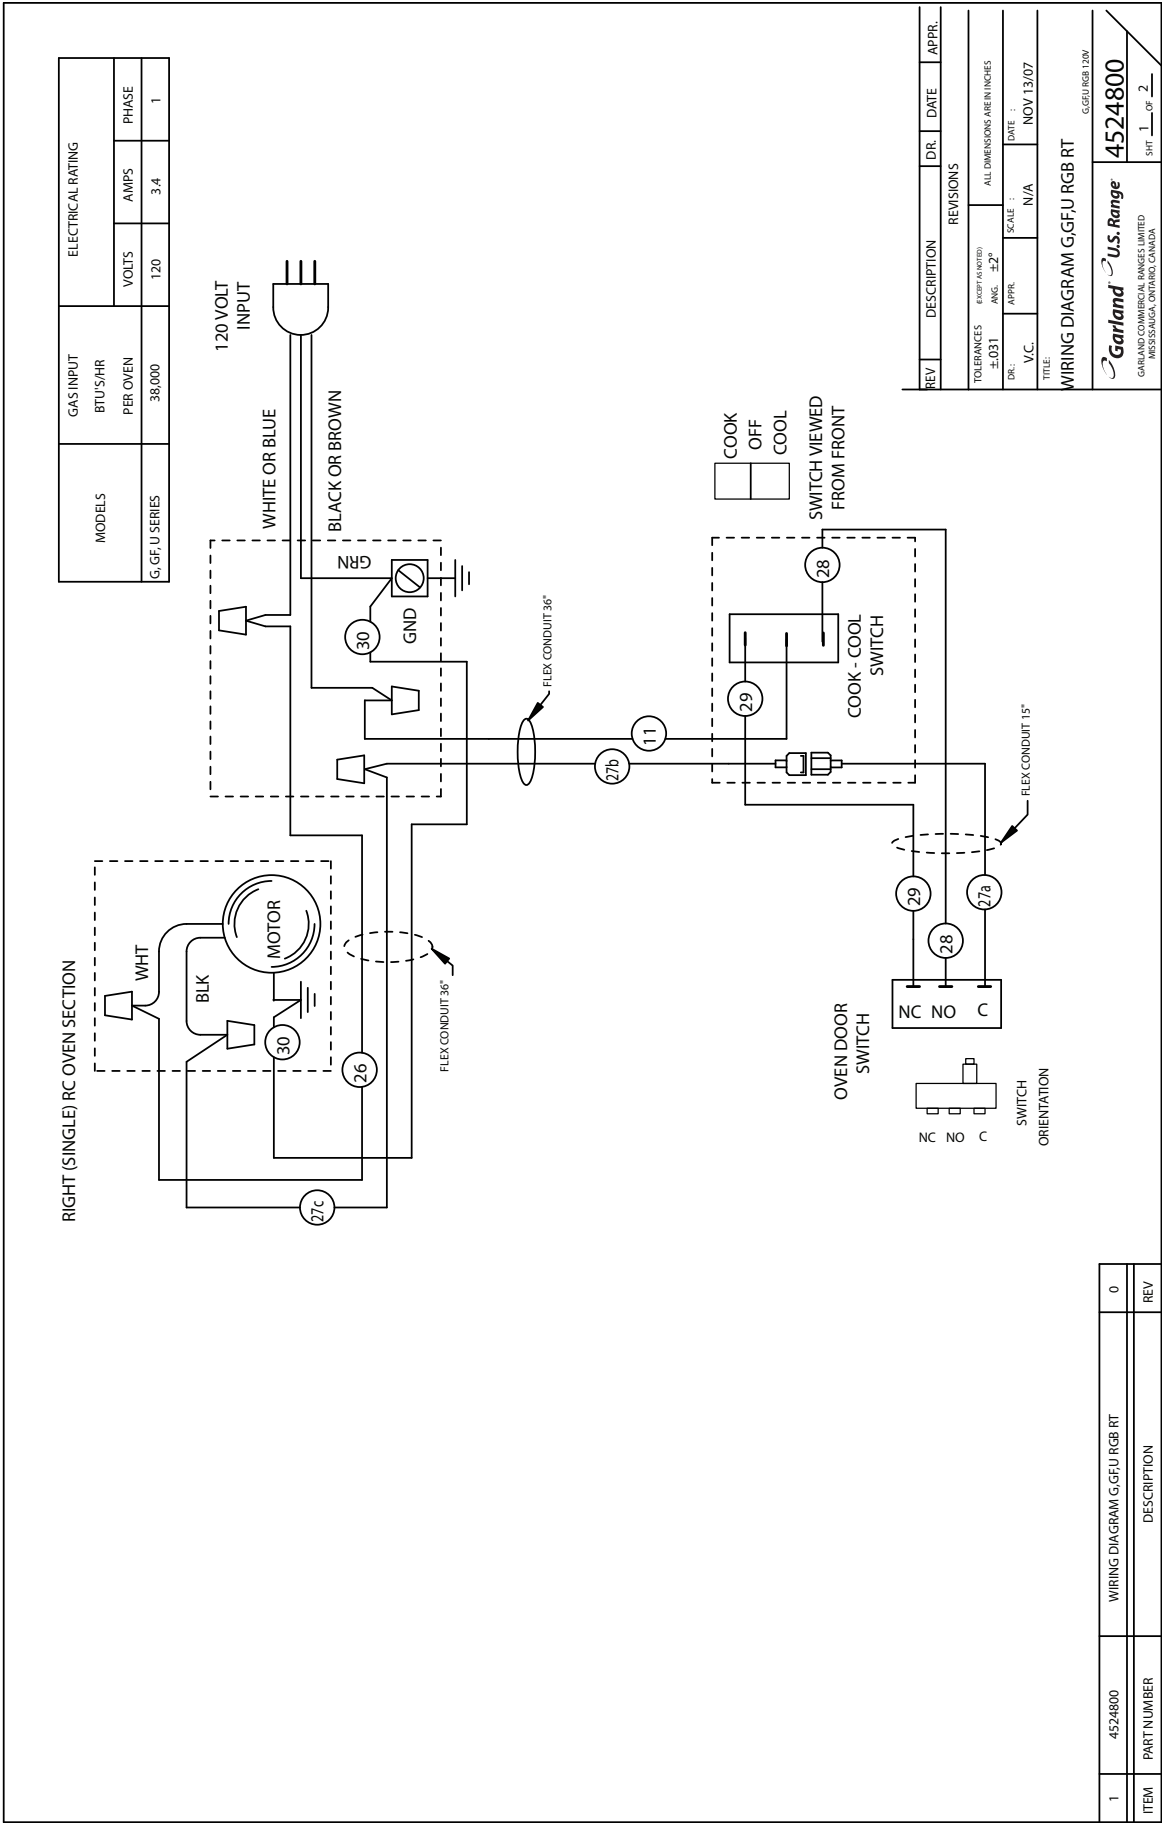 RIGHT (SINGLE) RC OVEN SECTION
WHT
BLK
MOTOR
30
26
27c
FLEX CONDUIT 36"
MODELS
GAS INPUT
BTU'S/HR
PER OVEN
ELECTRICAL RATING
VOLTS
AMPS
PHASE
G, GF, U SERIES
38,000
120
3.4
1
120 VOLT
INPUT
WHITE OR BLUE
BLACK OR BROWN
GRN
GND
30
FLEX CONDUIT 36"
11
27b
COOK
OFF
COOL
SWITCH VIEWED
FROM FRONT
28
29
COOK - COOL
SWITCH
FLEX CONDUIT 15"
29
28
27a
OVEN DOOR
SWITCH
NC NO C
NC NO C
SWITCH
ORIENTATION
REV
DESCRIPTION
DR.
DATE
APPR.
REVISIONS
TOLERANCES (EXCEPT AS NOTED)
±.031 ANG. ±2°
ALL DIMENSIONS ARE IN INCHES
DR.:
V.C.
APPR.
SCALE :
N/A
DATE :
NOV 13/07
TITLE:
WIRING DIAGRAM G,GF,U RGB RT
G,GF,U RGB 120V
Garland U.S. Range
GARLAND COMMERCIAL RANGES LIMITED
MISSISSAUGA, ONTARIO, CANADA
4524800
SHT 1 OF 2
1
4524800
WIRING DIAGRAM G,GF,U RGB RT
0
ITEM
PART NUMBER
DESCRIPTION
REV